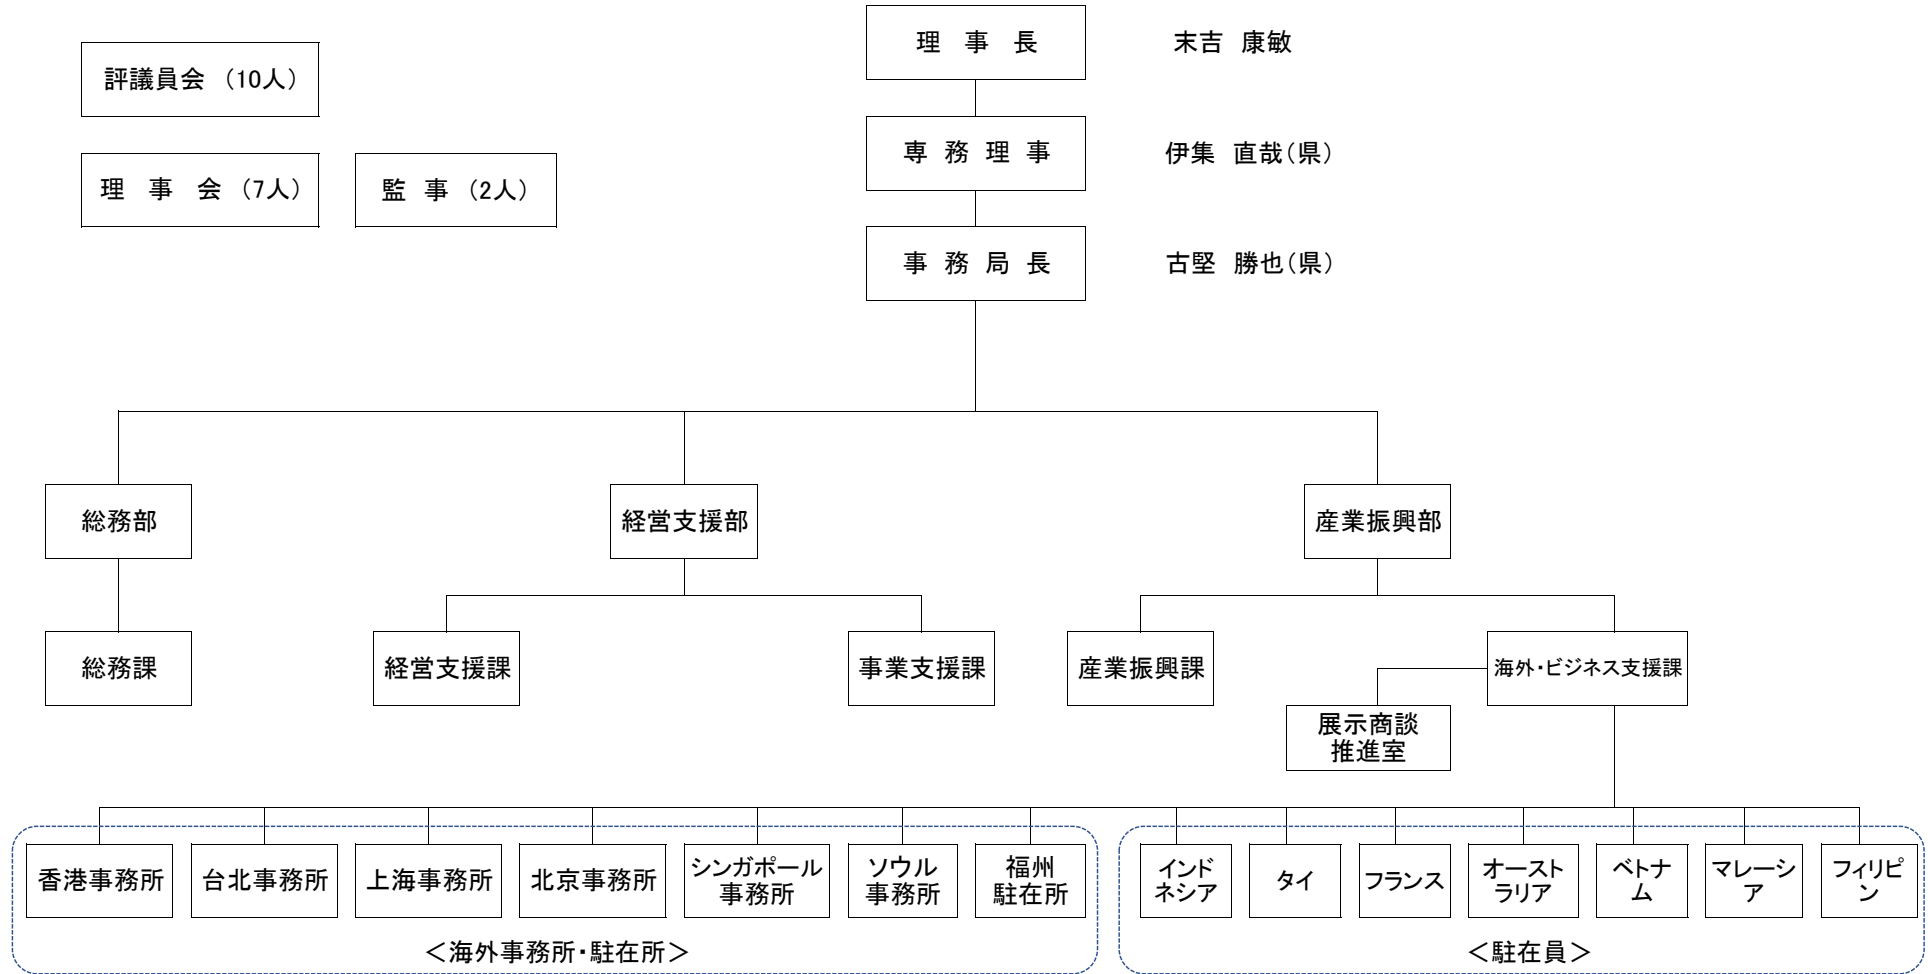 理 事 長
末吉 康敏
評議員会 (10人)
専 務 理 事
伊集 直哉(県)
理 事 会 (7人)
監 事 (2人)
事 務 局 長
古堅 勝也(県)
総務部
経営支援部
産業振興部
総務課
経営支援課
事業支援課
産業振興課
海外・ビジネス支援課
展示商談
推進室
香港事務所
台北事務所
上海事務所
北京事務所
シンガポール
事務所
ソウル
事務所
福州
駐在所
インド
ネシア
タイ
フランス
オースト
ラリア
ベトナ
ム
マレーシ
ア
フィリピ
ン
<海外事務所・駐在所>
<駐在員>